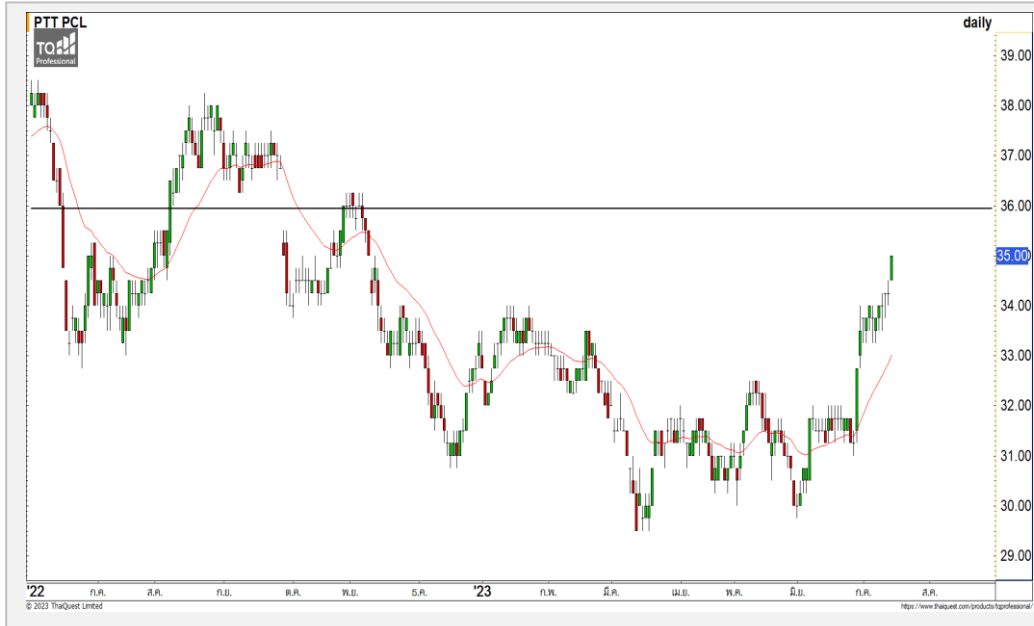 PTT PCL
daily
TQ
Professional
39.00
38.00
37.00
36.00
35.00
34.00
33.00
32.00
31.00
30.00
29.00
'22 ก.ค. ส.ค. ก.ย. ต.ค. พ.ย. ธ.ค. '23 ก.พ. มี.ค. เม.ย. พ.ค. มิ.ย. ก.ค. ส.ค.
© 2023 ThaiQuest Limited
https://www.thaiquest.com/products/tqprofessional/